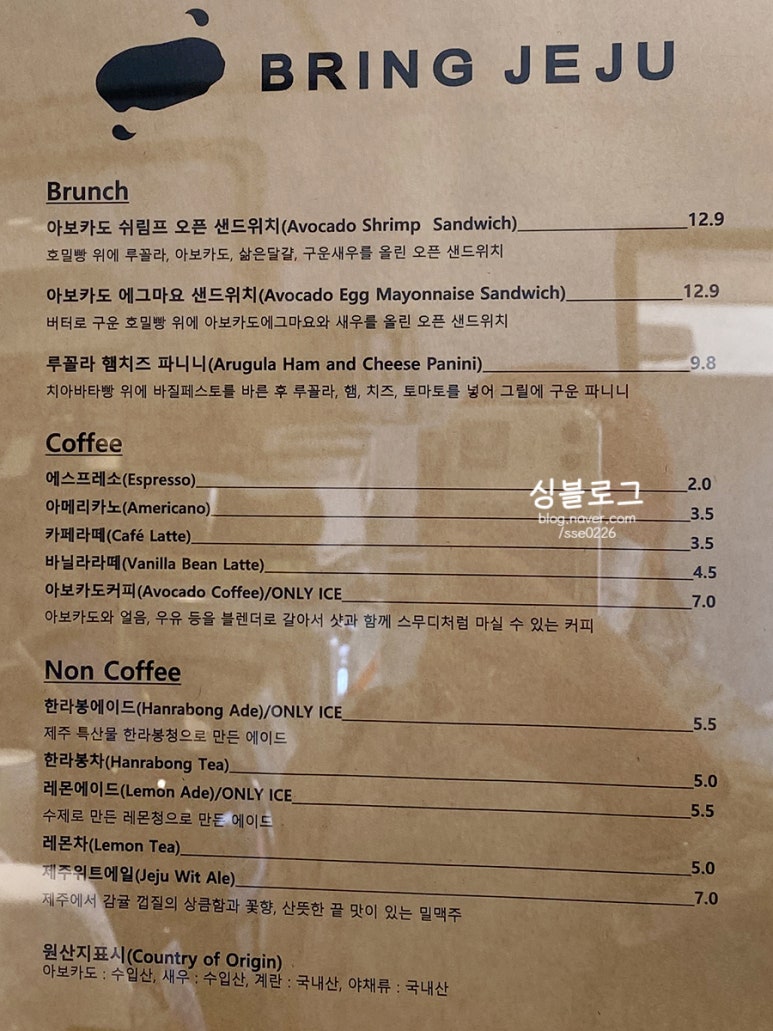 BRING JEJU
Brunch
아보카도 쉬림프 오픈 샌드위치(Avocado Shrimp Sandwich) 12.9
호밀빵 위에 루꼴라, 아보카도, 삶은달걀, 구운새우를 올린 오픈 샌드위치
아보카도 에그마요 샌드위치(Avocado Egg Mayonnaise Sandwich) 12.9
버터로 구운 호밀빵 위에 아보카도에그마요와 새우를 올린 오픈 샌드위치
루꼴라 햄치즈 파니니(Arugula Ham and Cheese Panini) 9.8
치아바타빵 위에 바질페스토를 바른 후 루꼴라, 햄, 치즈, 토마토를 넣어 그릴에 구운 파니니
Coffee
에스프레소(Espresso) 2.0
아메리카노(Americano) 3.5
카페라떼(Café Latte) 3.5
바닐라라떼(Vanilla Bean Latte) 4.5
아보카도커피(Avocado Coffee)/ONLY ICE 7.0
아보카도와 얼음, 우유 등을 블렌더로 갈아서 샷과 함께 스무디처럼 마실 수 있는 커피
싱블로그
blog.naver.com
/sse0226
Non Coffee
한라봉에이드(Hanrabong Ade)/ONLY ICE 5.5
제주 특산물 한라봉청으로 만든 에이드
한라봉차(Hanrabong Tea) 5.0
레몬에이드(Lemon Ade)/ONLY ICE 5.5
수제로 만든 레몬청으로 만든 에이드
레몬차(Lemon Tea) 5.0
제주위트에일(Jeju Wit Ale) 7.0
제주에서 감귤 껍질의 상큼함과 꽃향, 산뜻한 끝 맛이 있는 밀맥주
원산지표시(Country of Origin)
아보카도 : 수입산, 새우 : 수입산, 계란 : 국내산, 야채류 : 국내산